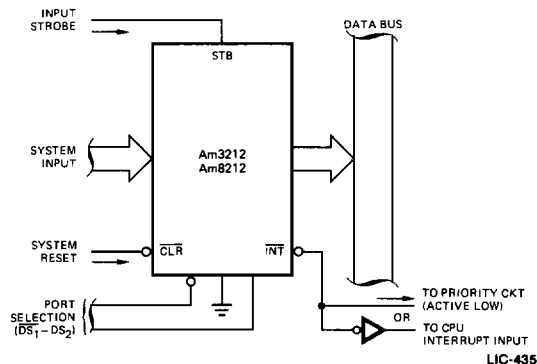 INPUT
STROBE
DATA BUS
STB
SYSTEM
INPUT
Am3212
Am8212
SYSTEM
RESET
CLR
INT
PORT
SELECTION
(DS1–DS2)
TO PRIORITY CKT
(ACTIVE LOW)
OR
TO CPU
INTERRUPT INPUT
LIC-435